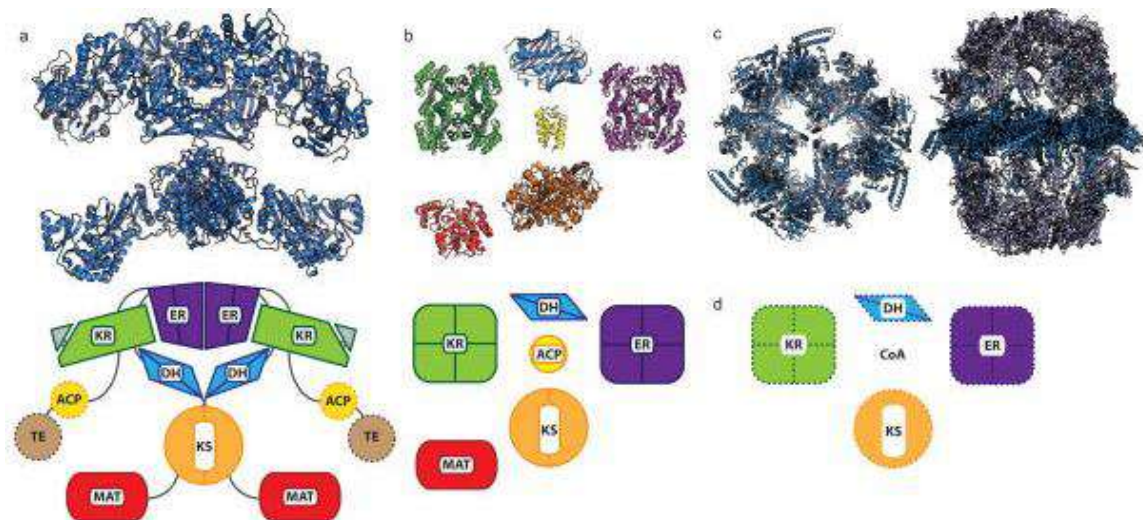 a
b
c
ER
ER
KR
KR
DH
DH
ACP
ACP
TE
KS
TE
MAT
MAT
DH
KR
ACP
ER
KS
MAT
d
DH
KR
CoA
ER
KS